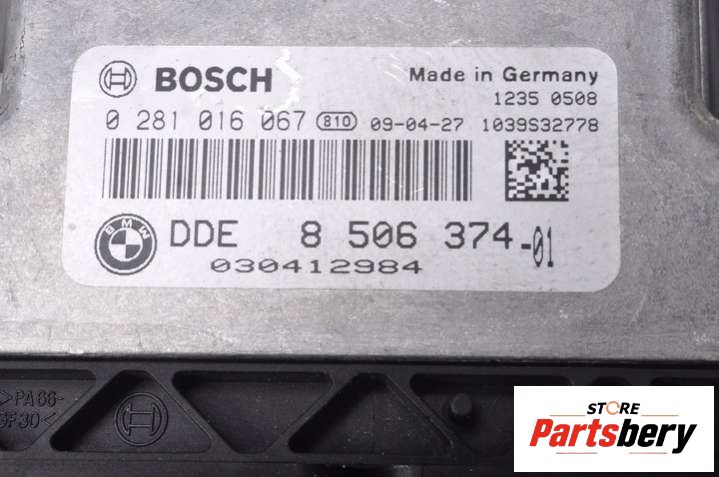 BOSCH Made in Germany
1235 0508
0 281 016 067 810 09-04-27 1039S32778
BMW DDE 8 506 374-01
030412984
>PA66-
GF30<
STORE
Partsbery